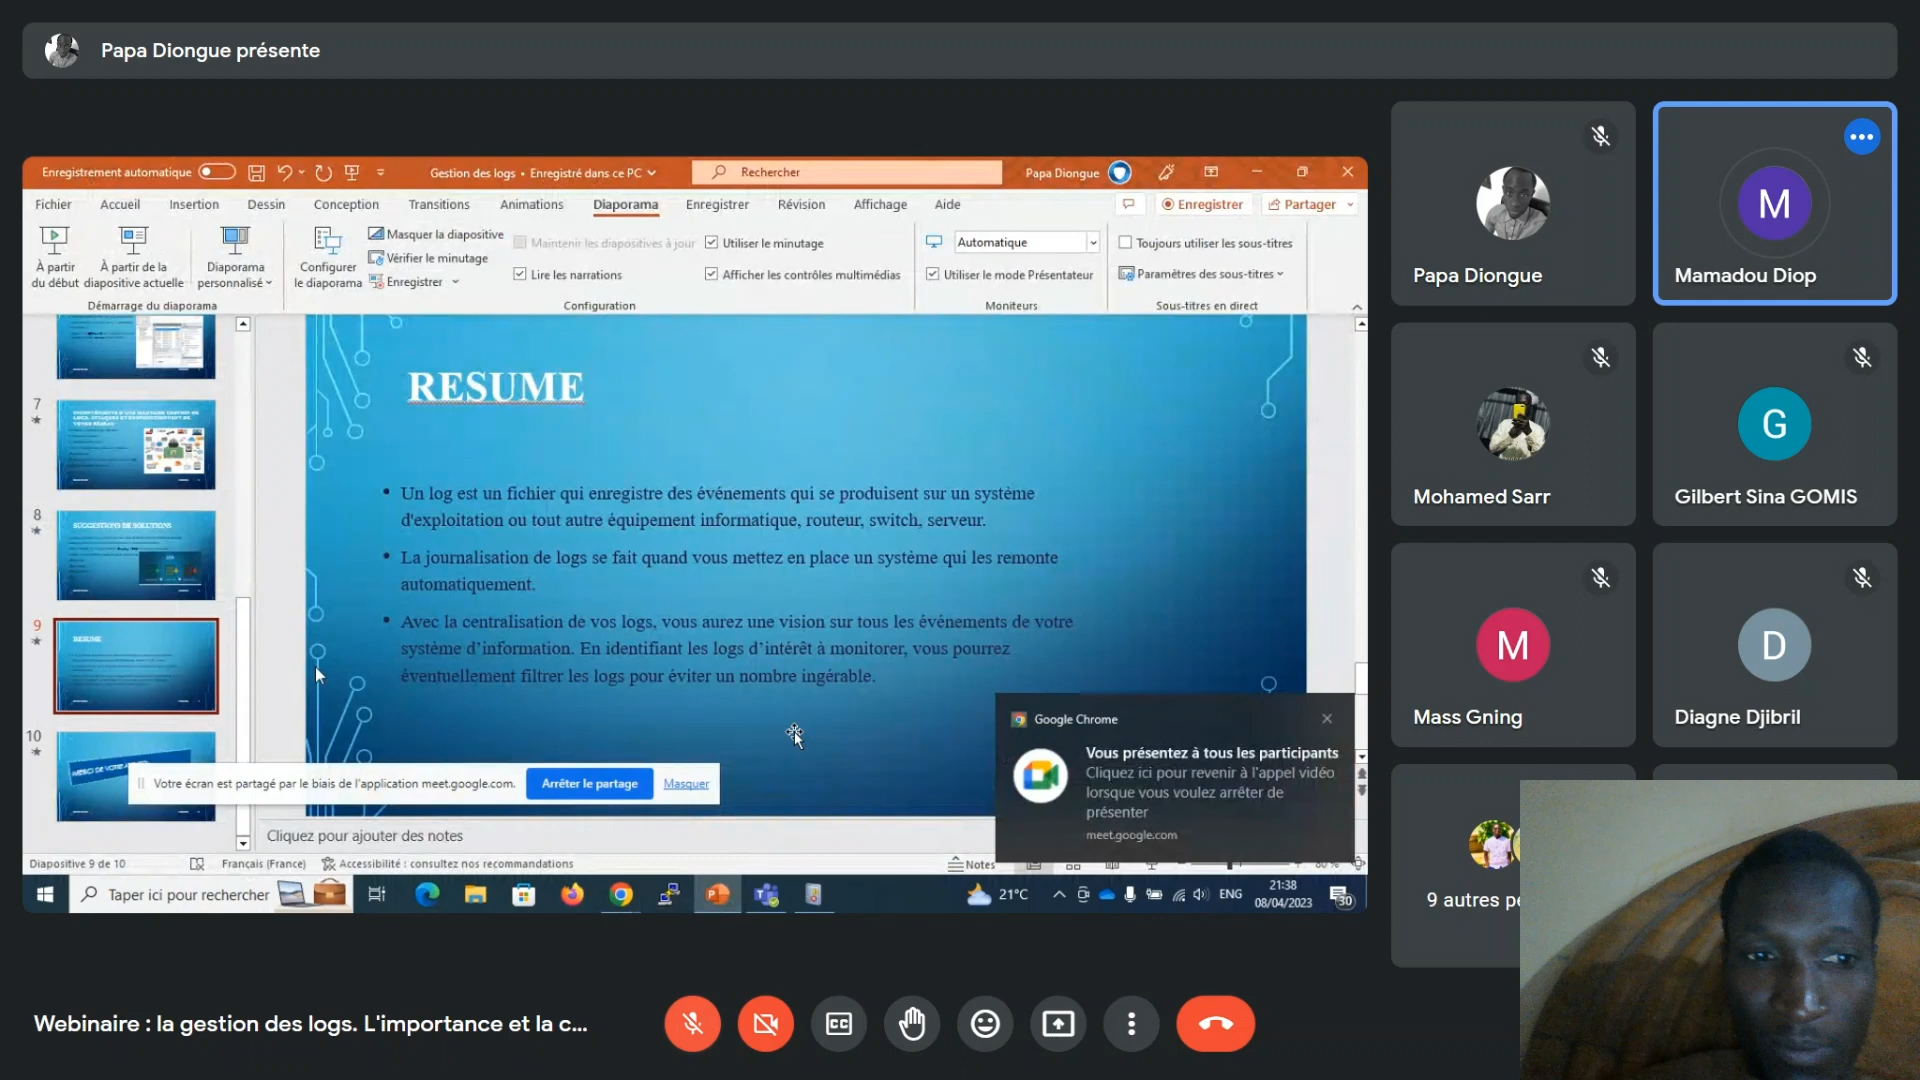 Papa Diongue présente
Enregistrement automatique
Gestion des logs • Enregistré dans ce PC
Rechercher
Papa Diongue
Fichier Accueil Insertion Dessin Conception Transitions Animations Diaporama Enregistrer Révision Affichage Aide
Enregistrer
Partager
À partir du début
À partir de la diapositive actuelle
Diaporama personnalisé
Démarrage du diaporama
Configurer le diaporama
Masquer la diapositive
Vérifier le minutage
Enregistrer
Maintenir les diapositives à jour
Lire les narrations
Utiliser le minutage
Afficher les contrôles multimédias
Configuration
Automatique
Utiliser le mode Présentateur
Moniteurs
Toujours utiliser les sous-titres
Paramètres des sous-titres
Sous-titres en direct
7
8
SUGGESTIONS DE SOLUTIONS
9
RESUME
10
RESUME
• Un log est un fichier qui enregistre des événements qui se produisent sur un système
d'exploitation ou tout autre équipement informatique, routeur, switch, serveur.
• La journalisation de logs se fait quand vous mettez en place un système qui les remonte
automatiquement.
• Avec la centralisation de vos logs, vous aurez une vision sur tous les événements de votre
système d’information. En identifiant les logs d’intérêt à monitorer, vous pourrez
éventuellement filtrer les logs pour éviter un nombre ingérable.
Votre écran est partagé par le biais de l'application meet.google.com.
Arrêter le partage
Masquer
Google Chrome
Vous présentez à tous les participants
Cliquez ici pour revenir à l'appel vidéo
lorsque vous voulez arrêter de
présenter
meet.google.com
Cliquez pour ajouter des notes
Diapositive 9 de 10
Français (France)
Accessibilité : consultez nos recommandations
Notes
80 %
Taper ici pour rechercher
21°C
ENG
21:38
08/04/2023
30
Papa Diongue
M
Mamadou Diop
Mohamed Sarr
G
Gilbert Sina GOMIS
M
Mass Gning
D
Diagne Djibril
9 autres
Webinaire : la gestion des logs. L'importance et la c...